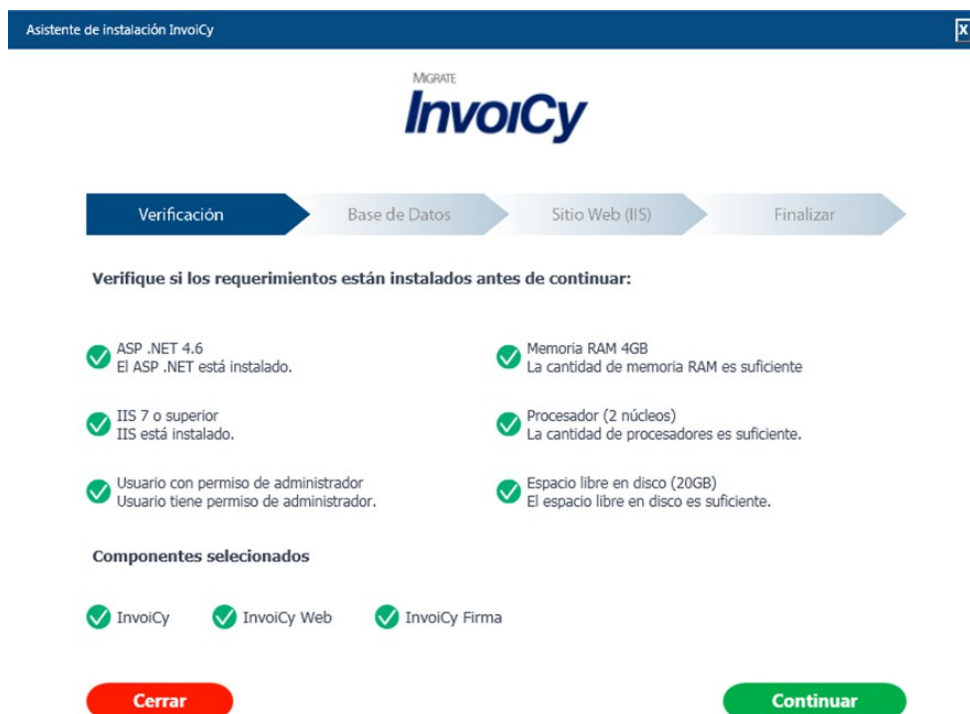 Asistente de instalación InvoiCy
X
MIGRATE
InvoiCy
Verificación
Base de Datos
Sitio Web (IIS)
Finalizar
Verifique si los requerimientos están instalados antes de continuar:
ASP .NET 4.6
El ASP .NET está instalado.
Memoria RAM 4GB
La cantidad de memoria RAM es suficiente
IIS 7 o superior
IIS está instalado.
Procesador (2 núcleos)
La cantidad de procesadores es suficiente.
Usuario con permiso de administrador
Usuario tiene permiso de administrador.
Espacio libre en disco (20GB)
El espacio libre en disco es suficiente.
Componentes selecionados
InvoiCy
InvoiCy Web
InvoiCy Firma
Cerrar
Continuar